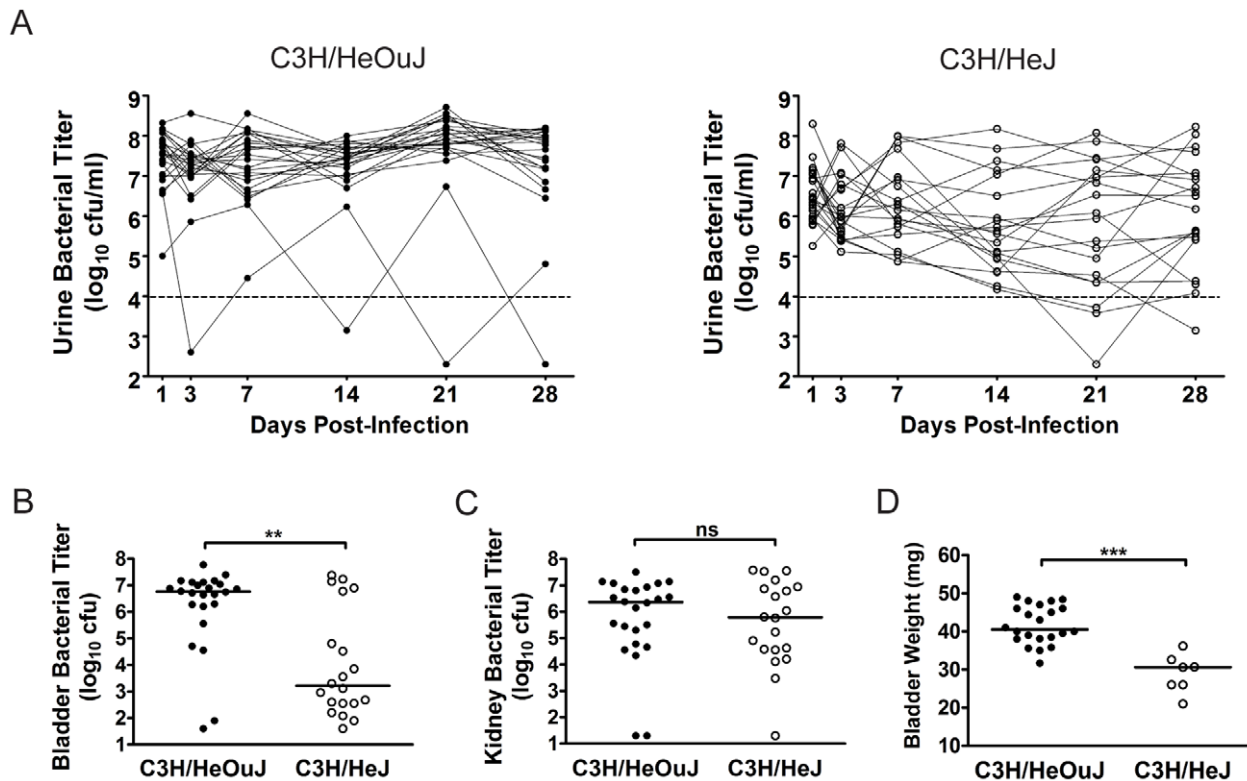 A
C3H/HeOuJ
C3H/HeJ
Urine Bacterial Titer
(log10 cfu/ml)
9
8
7
6
5
4
3
2
1 3 7 14 21 28
Days Post-Infection
Urine Bacterial Titer
(log10 cfu/ml)
9
8
7
6
5
4
3
2
1 3 7 14 21 28
Days Post-Infection
B
Bladder Bacterial Titer
(log10 cfu)
8
7
6
5
4
3
2
1
**
C3H/HeOuJ C3H/HeJ
C
Kidney Bacterial Titer
(log10 cfu)
8
7
6
5
4
3
2
1
ns
C3H/HeOuJ C3H/HeJ
D
Bladder Weight (mg)
60
50
40
30
20
10
***
C3H/HeOuJ C3H/HeJ